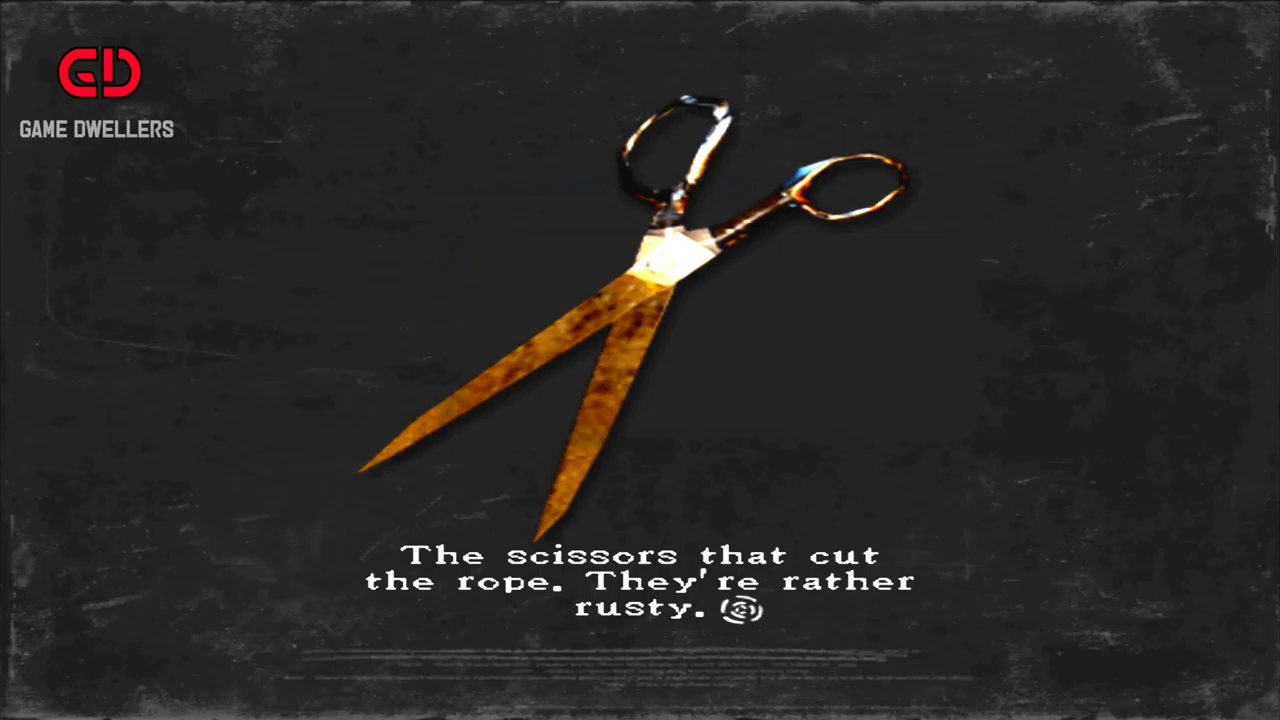 GAME DWELLERS
The scissors that cut
the rope. They're rather
rusty.